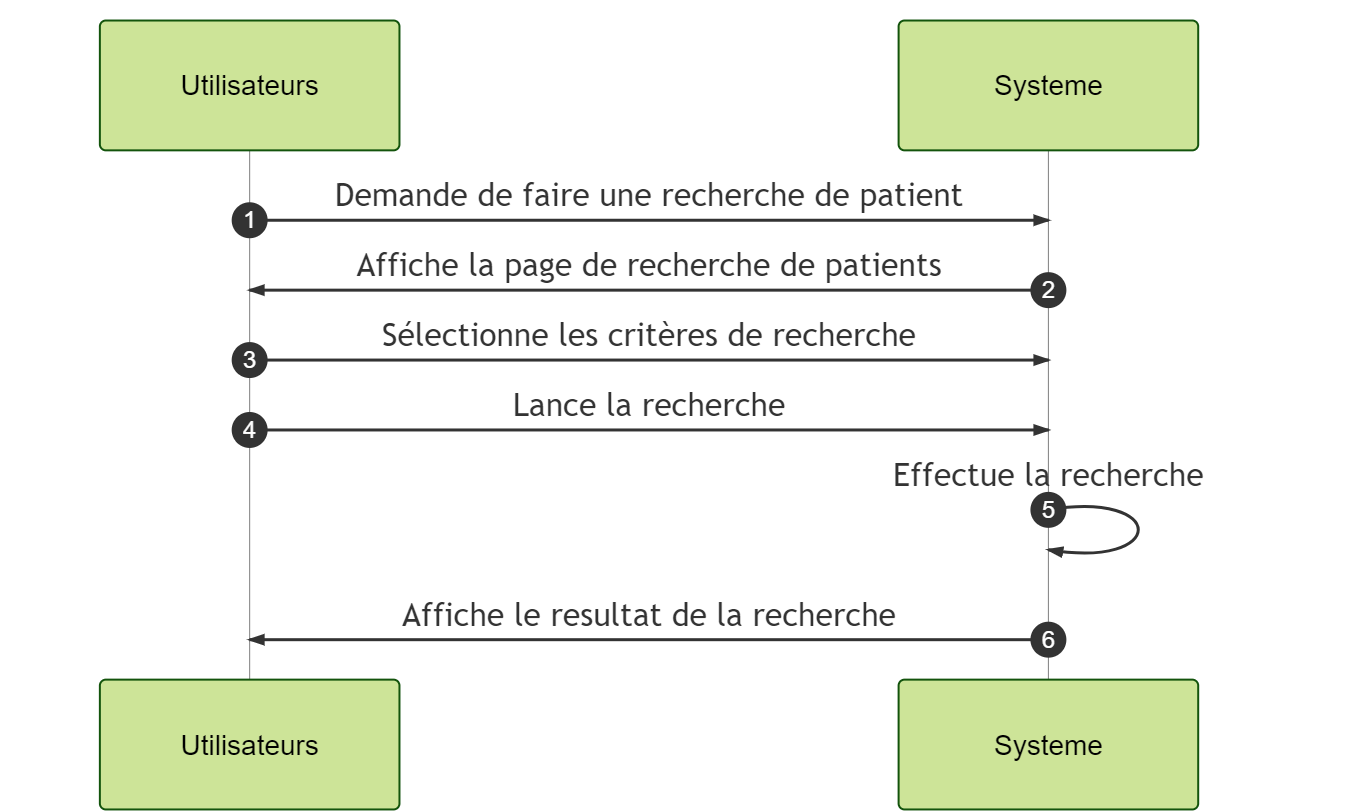 Utilisateurs
Systeme
Demande de faire une recherche de patient
1
Affiche la page de recherche de patients
2
Sélectionne les critères de recherche
3
Lance la recherche
4
Effectue la recherche
5
Affiche le resultat de la recherche
6
Utilisateurs
Systeme